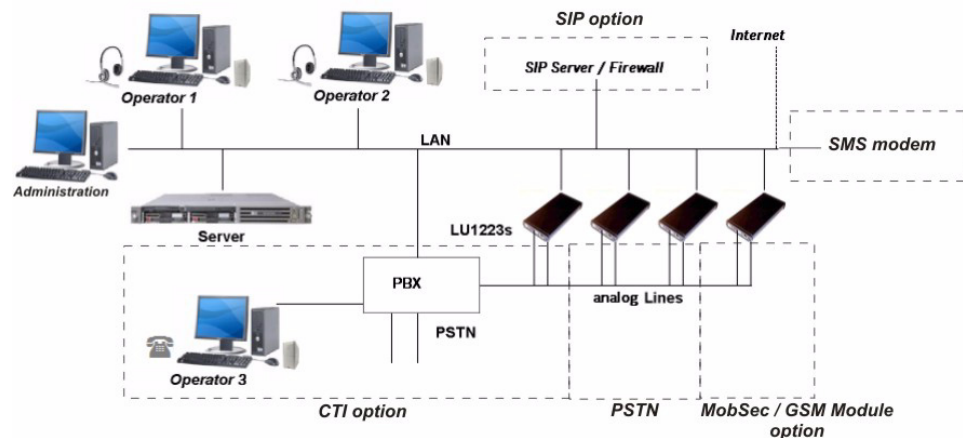 SIP option
Internet
SIP Server / Firewall
Operator 1
Operator 2
LAN
SMS modem
Administration
Server
LU1223s
PBX
analog Lines
PSTN
Operator 3
CTI option
PSTN
MobSec / GSM Module
option